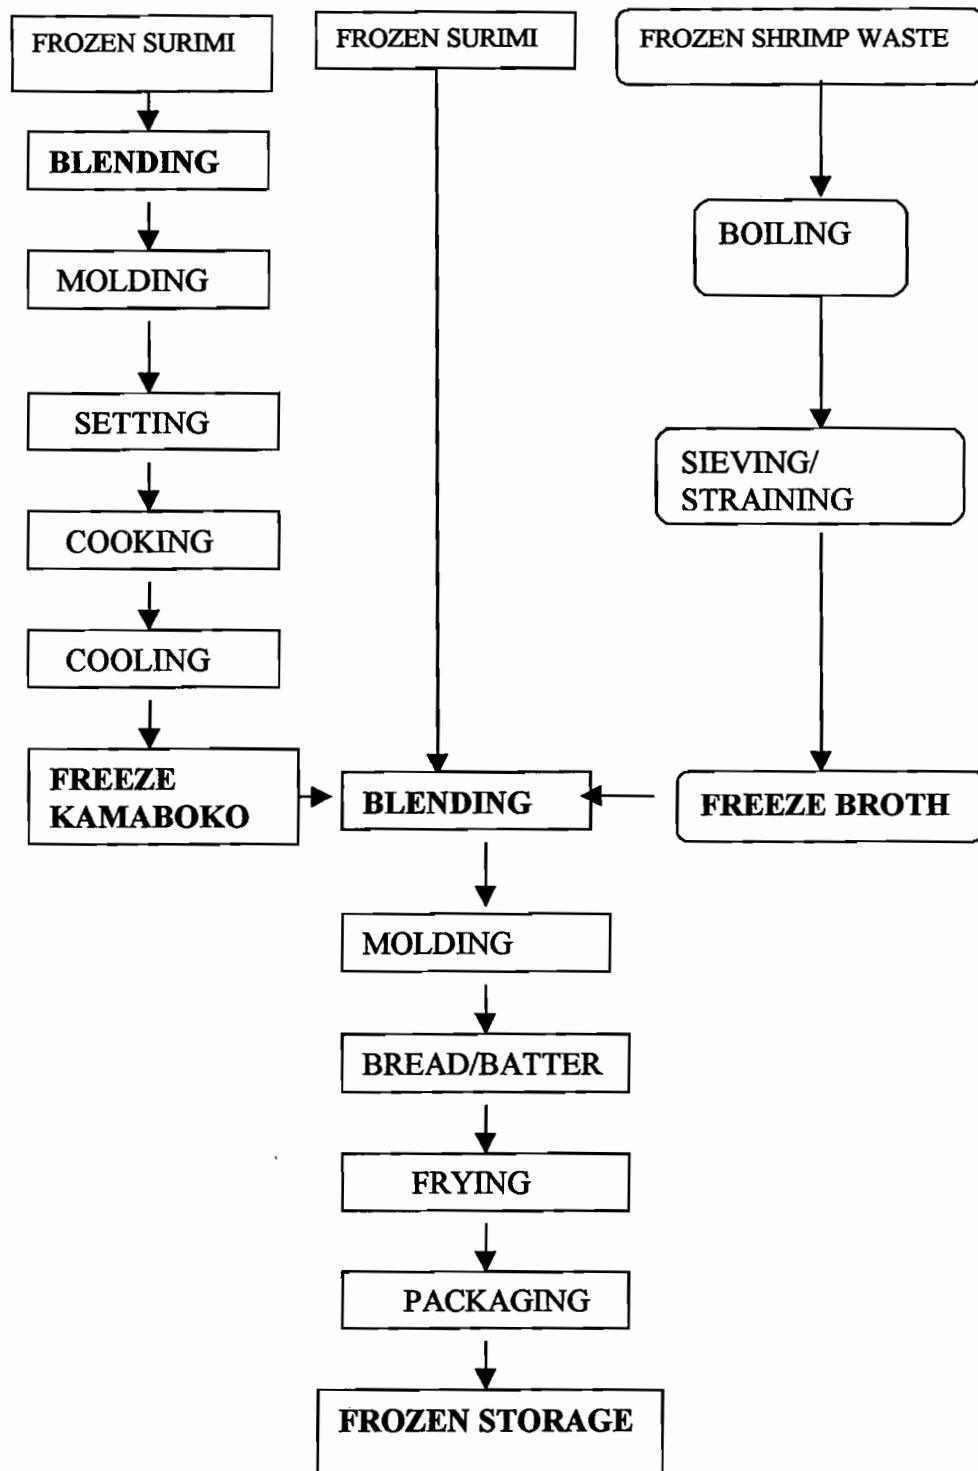 FROZEN SURIMI
FROZEN SURIMI
FROZEN SHRIMP WASTE
BLENDING
MOLDING
SETTING
COOKING
COOLING
FREEZE
KAMABOKO
BOILING
SIEVING/
STRAINING
FREEZE BROTH
BLENDING
MOLDING
BREAD/BATTER
FRYING
PACKAGING
FROZEN STORAGE